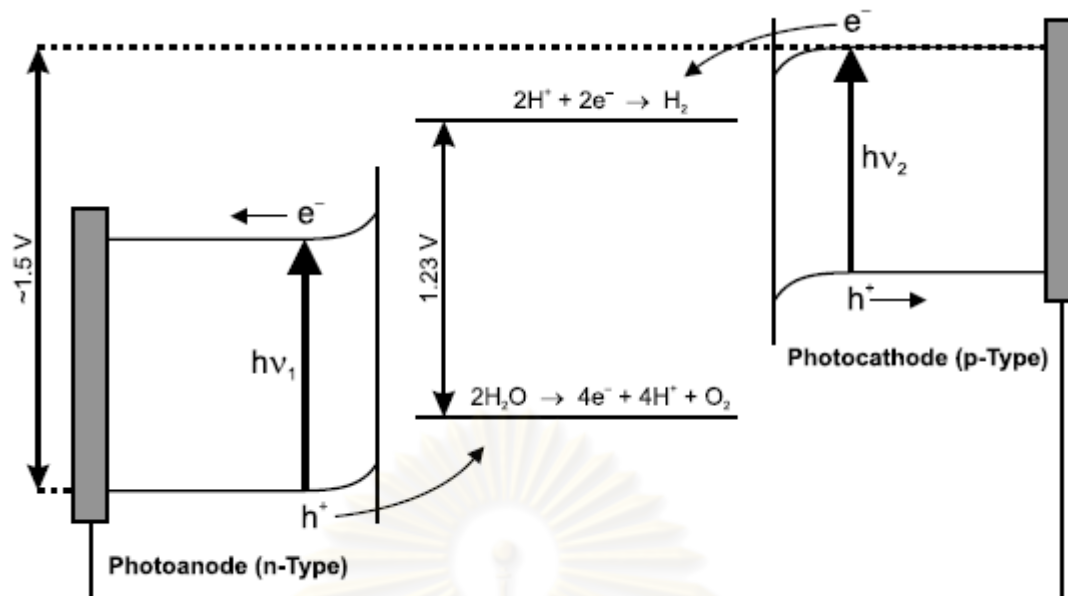 e⁻
2H⁺ + 2e⁻ → H₂
hν₂
e⁻
~1.5 V
1.23 V
h⁺
Photocathode (p-Type)
hν₁
2H₂O → 4e⁻ + 4H⁺ + O₂
h⁺
Photoanode (n-Type)